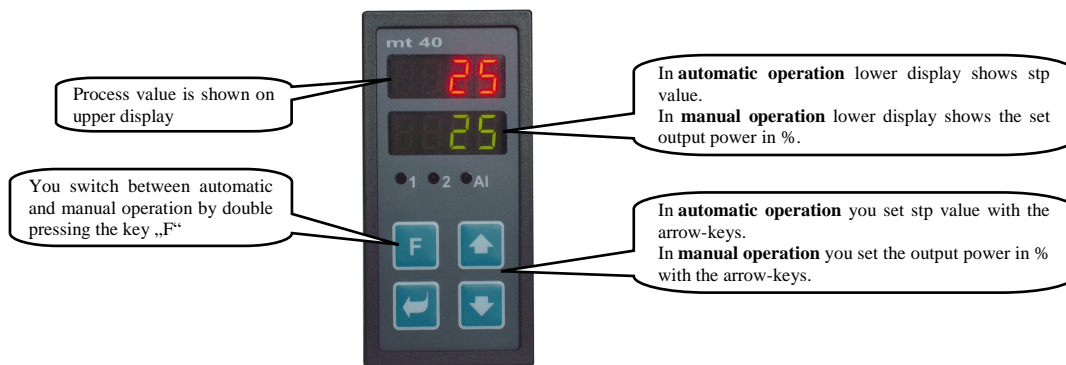 mt 40
25
25
1 2 Al
F
Process value is shown on
upper display
You switch between automatic
and manual operation by double
pressing the key „F“
In automatic operation lower display shows stp
value.
In manual operation lower display shows the set
output power in %.
In automatic operation you set stp value with the
arrow-keys.
In manual operation you set the output power in %
with the arrow-keys.